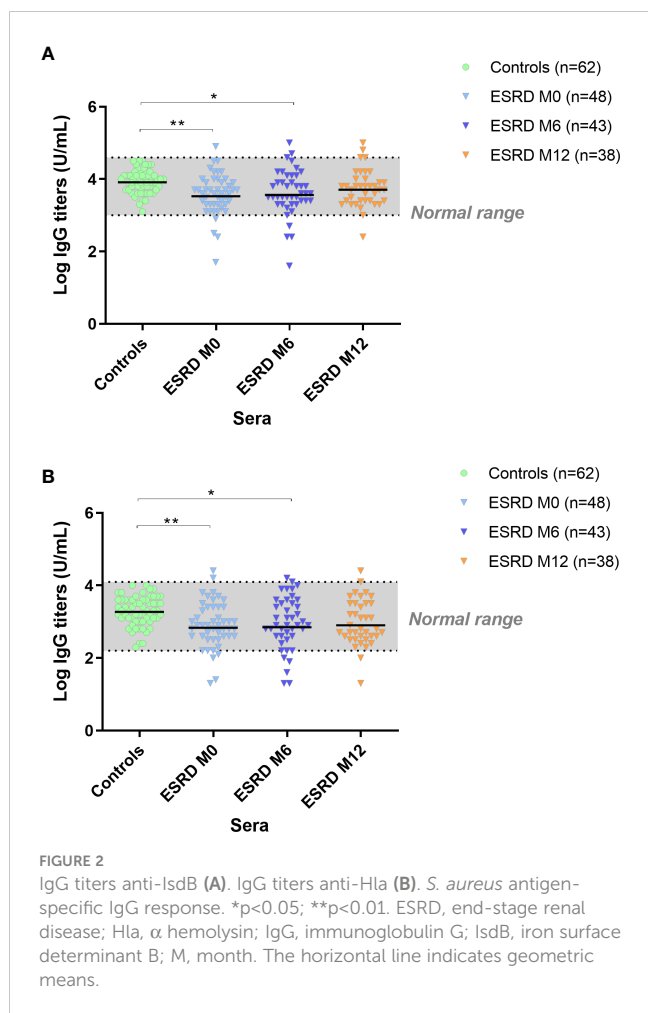 A
Controls (n=62)
ESRD M0 (n=48)
ESRD M6 (n=43)
ESRD M12 (n=38)
*
**
6
4
2
0
Log IgG titers (U/mL)
Normal range
Controls
ESRD M0
ESRD M6
ESRD M12
Sera
B
Controls (n=62)
ESRD M0 (n=48)
ESRD M6 (n=43)
ESRD M12 (n=38)
*
**
6
4
2
0
Log IgG titers (U/mL)
Normal range
Controls
ESRD M0
ESRD M6
ESRD M12
Sera
FIGURE 2
IgG titers anti-IsdB (A). IgG titers anti-Hla (B). S. aureus antigen-
specific IgG response. *p<0.05; **p<0.01. ESRD, end-stage renal
disease; Hla, α hemolysin; IgG, immunoglobulin G; IsdB, iron surface
determinant B; M, month. The horizontal line indicates geometric
means.